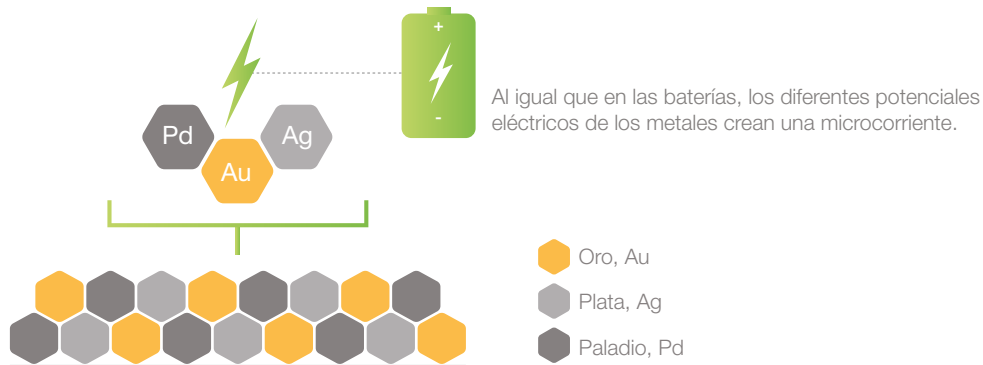 +
-
Pd
Ag
Au
Al igual que en las baterías, los diferentes potenciales
eléctricos de los metales crean una microcorriente.
Oro, Au
Plata, Ag
Paladio, Pd